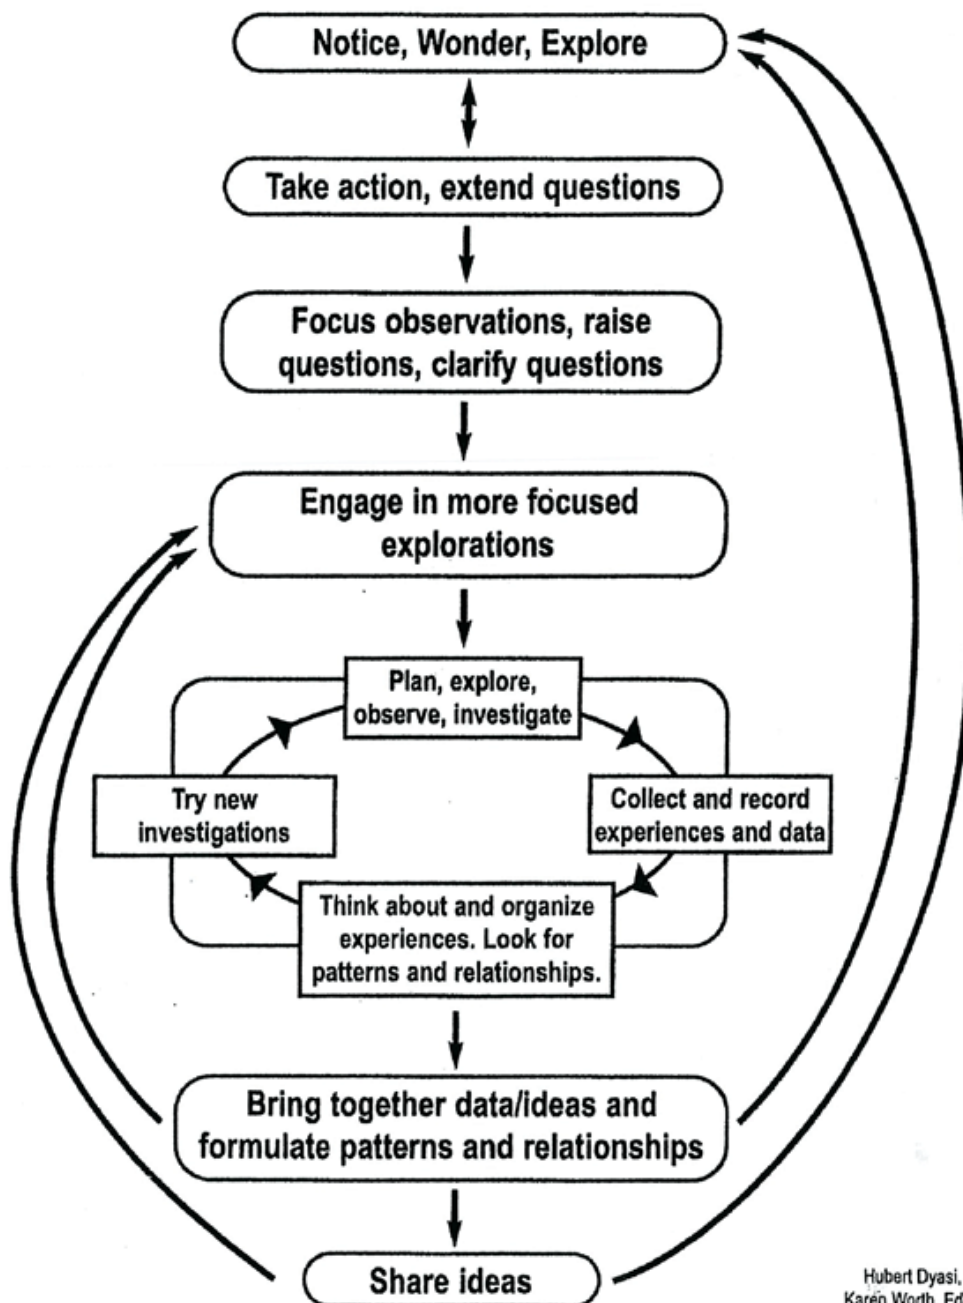 Notice, Wonder, Explore
Take action, extend questions
Focus observations, raise
questions, clarify questions
Engage in more focused
explorations
Plan, explore,
observe, investigate
Try new
investigations
Collect and record
experiences and data
Think about and organize
experiences. Look for
patterns and relationships.
Bring together data/ideas and
formulate patterns and relationships
Share ideas
Hubert Dyasi,
Karen Worth, Ed